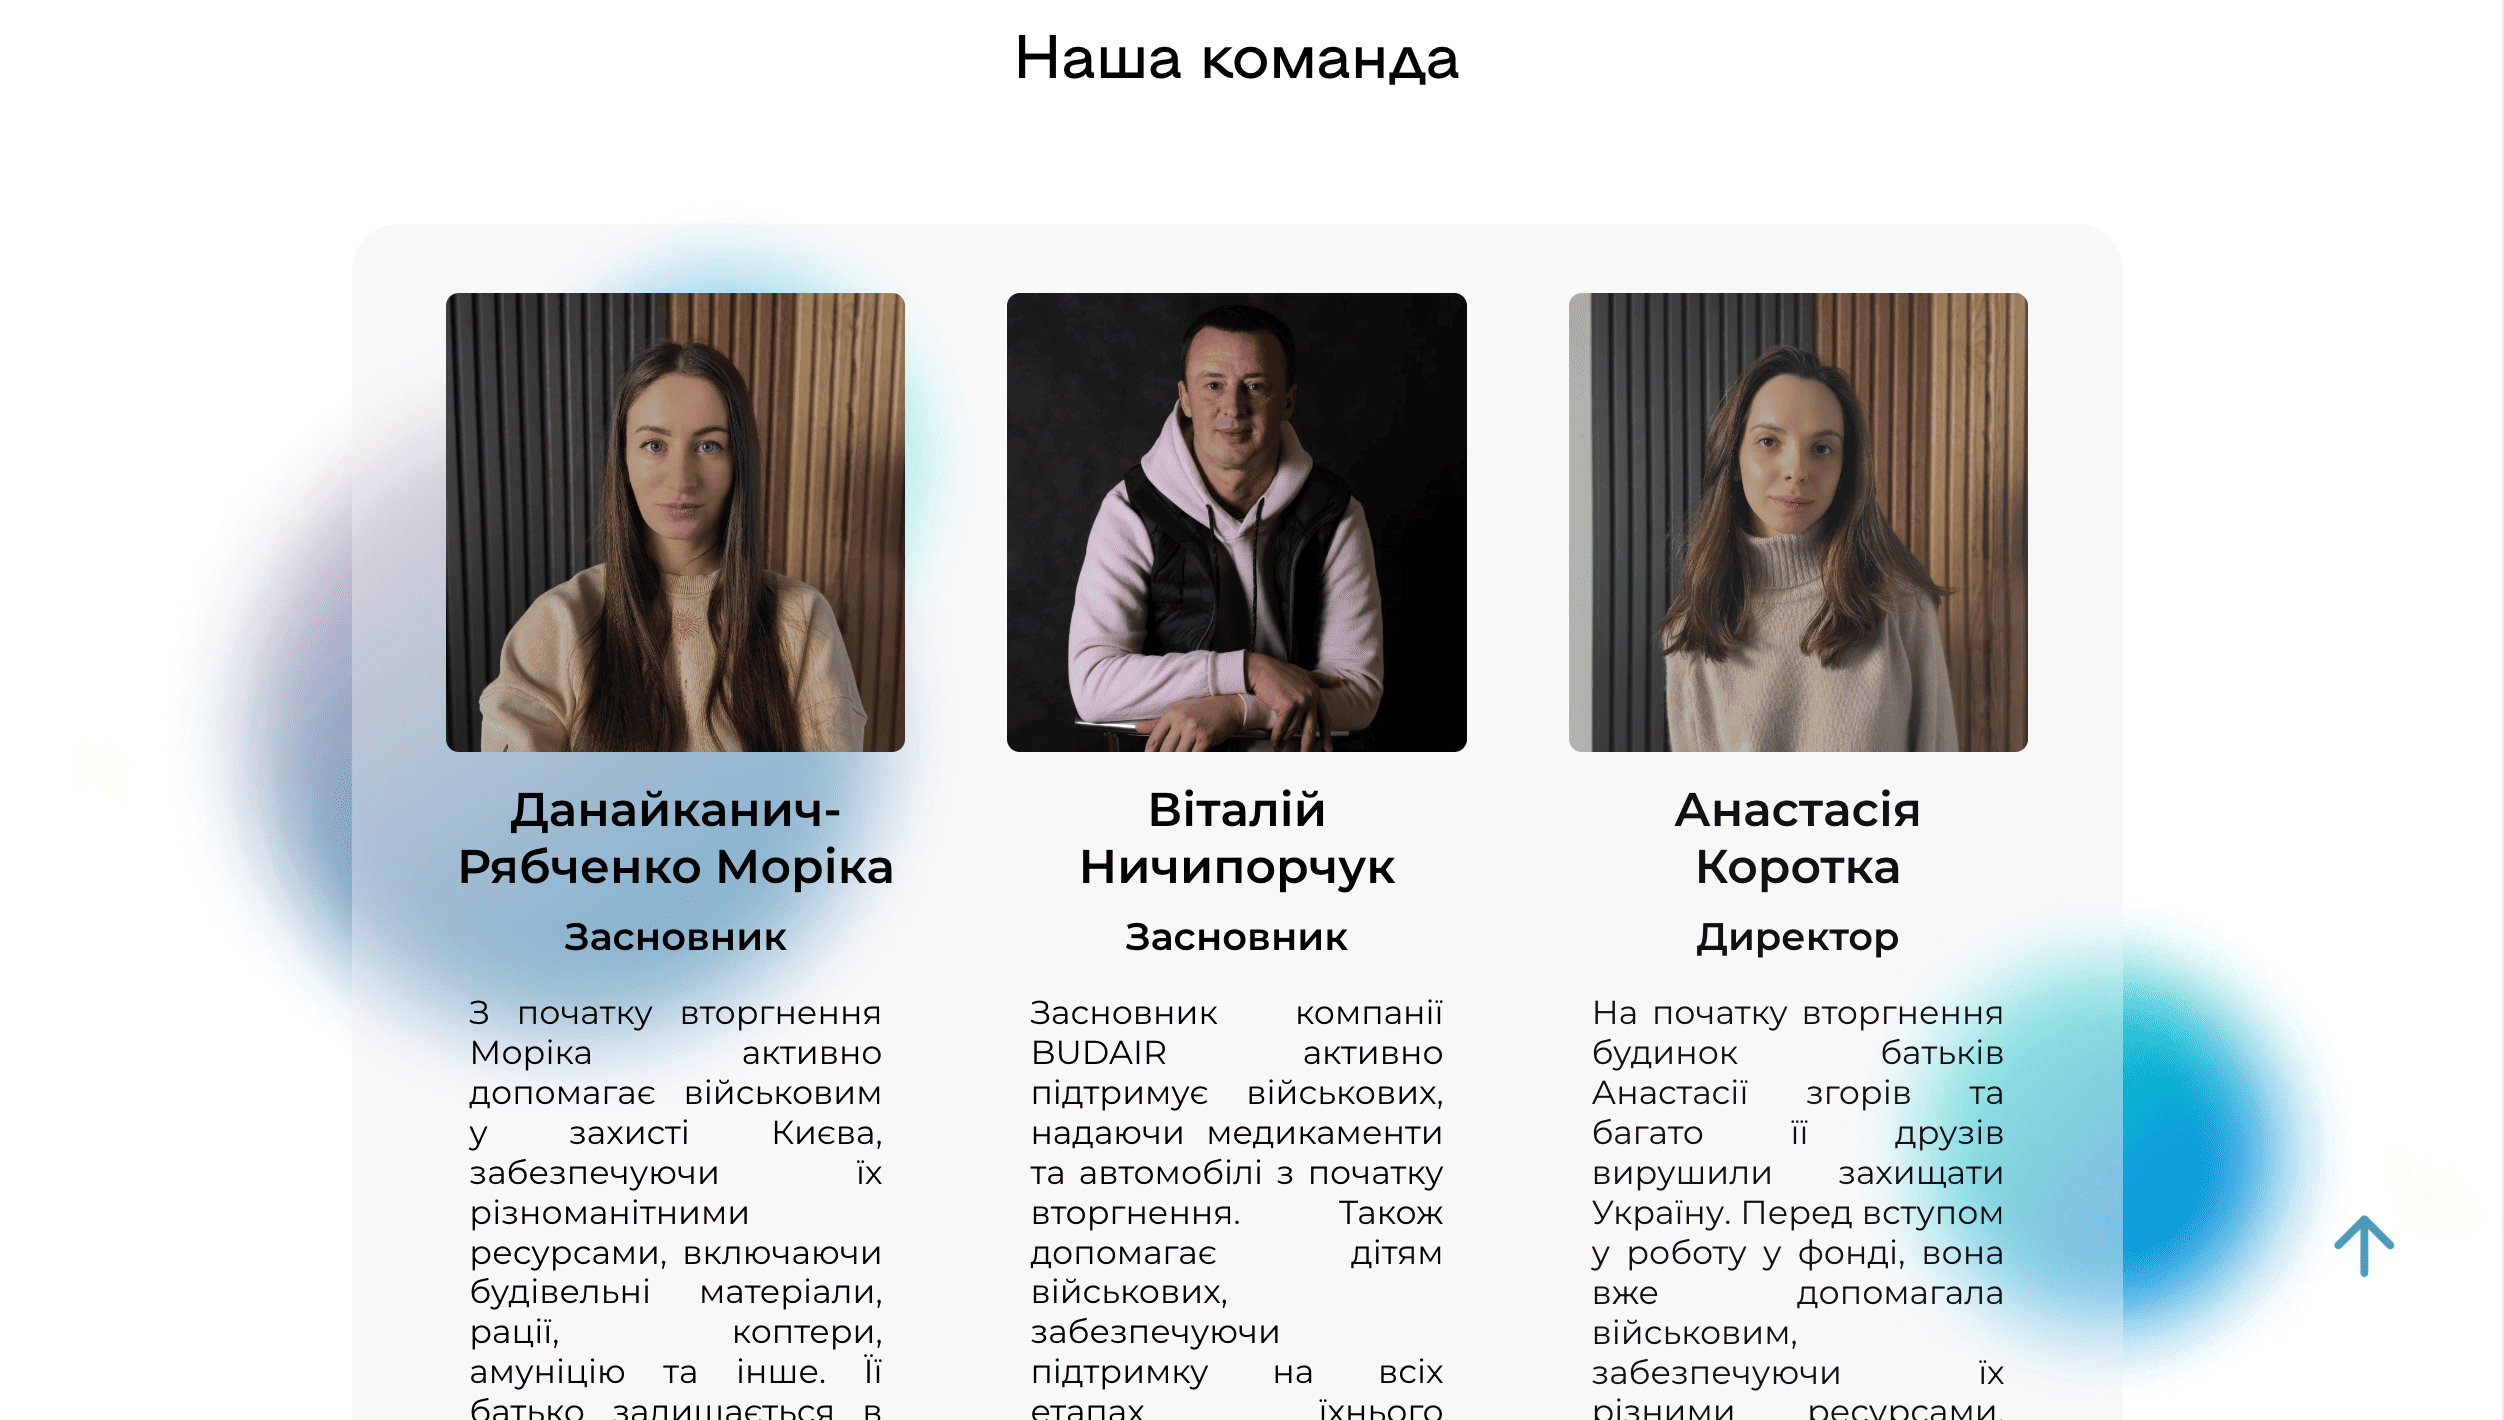 Наша команда
Данайканич-
Рябченко Моріка
Засновник
З початку вторгнення
Моріка активно
допомагає військовим
у захисті Києва,
забезпечуючи їх
різноманітними
ресурсами, включаючи
будівельні матеріали,
рації, коптери,
амуніцію та інше. Її
батько залишається в
Віталій
Ничипорчук
Засновник
Засновник компанії
BUDAIR активно
підтримує військових,
надаючи медикаменти
та автомобілі з початку
вторгнення. Також
допомагає дітям
військових,
забезпечуючи
підтримку на всіх
етапах їхнього
Анастасія
Коротка
Директор
На початку вторгнення
будинок батьків
Анастасії згорів та
багато її друзів
вирушили захищати
Україну. Перед вступом
у роботу у фонді, вона
вже допомагала
військовим,
забезпечуючи їх
різними ресурсами.